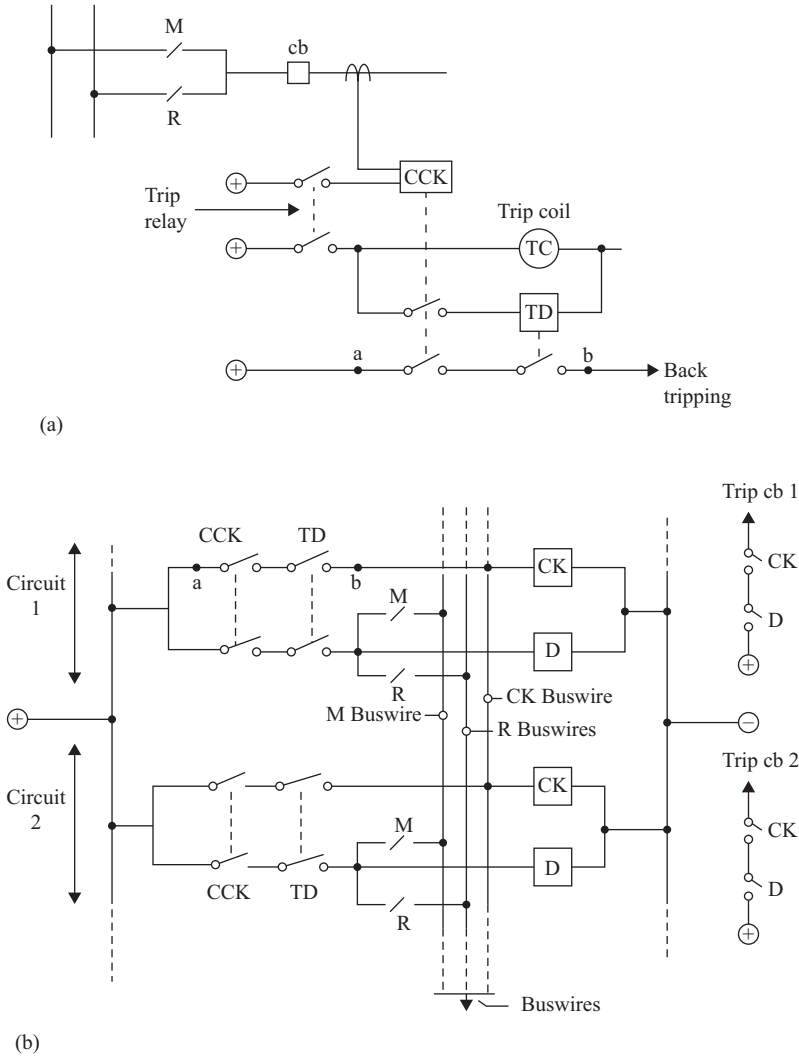 M
cb
R
CCK
Trip
relay
Trip coil
TC
TD
a
b
Back
tripping
(a)
Trip cb 1
CCK
TD
CK
CK
a
b
Circuit
1
M
D
D
R
CK Buswire
M Buswire
R Buswires
Trip cb 2
CK
CK
Circuit
2
M
D
D
CCK
TD
R
Buswires
(b)